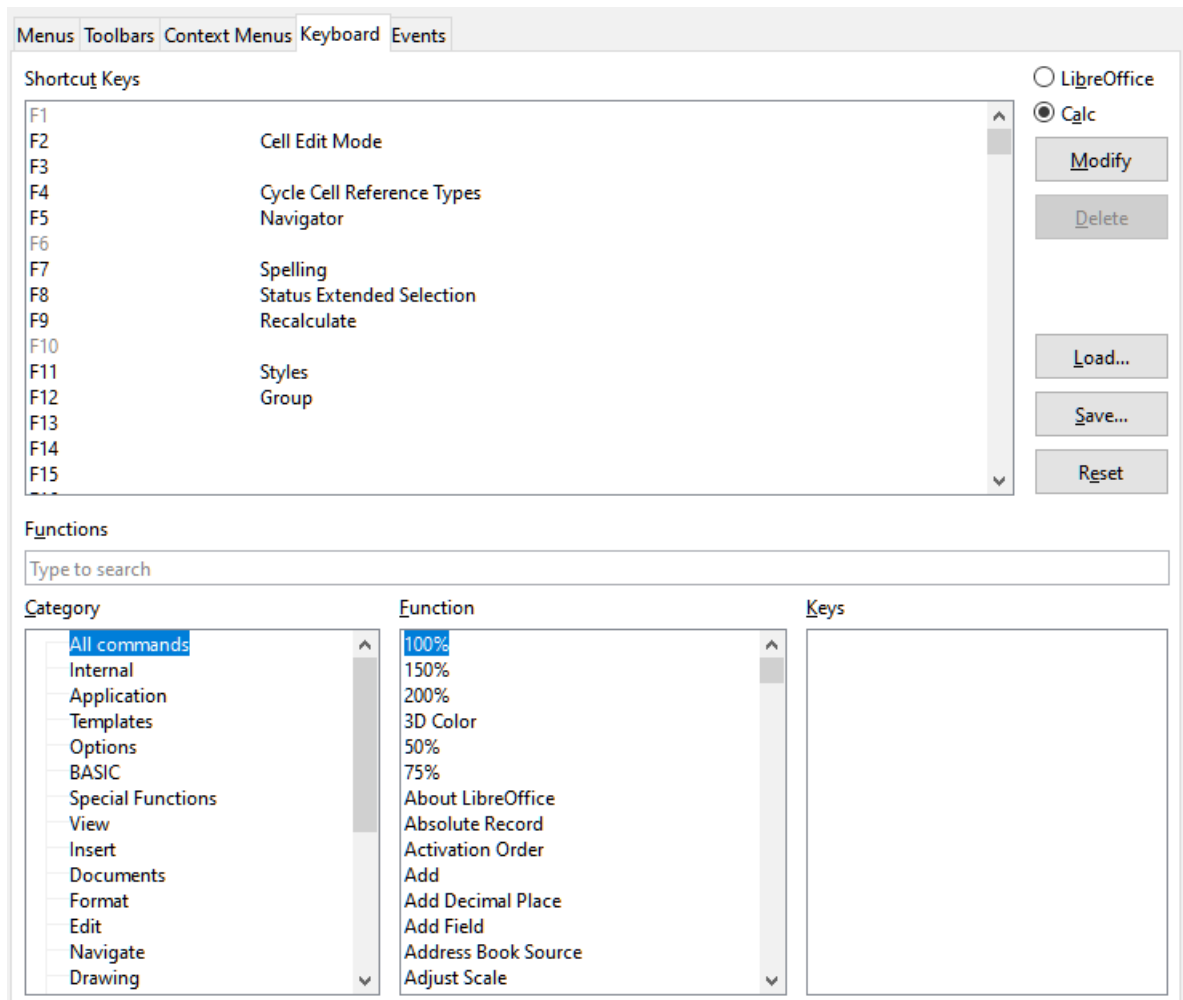 Menus Toolbars Context Menus Keyboard Events
Shortcut Keys
LibreOffice
Calc
F1
F2 Cell Edit Mode
F3
F4 Cycle Cell Reference Types
F5 Navigator
F6
F7 Spelling
F8 Status Extended Selection
F9 Recalculate
F10
F11 Styles
F12 Group
F13
F14
F15
Modify
Delete
Load...
Save...
Reset
Functions
Type to search
Category
All commands
Internal
Application
Templates
Options
BASIC
Special Functions
View
Insert
Documents
Format
Edit
Navigate
Drawing
Function
100%
150%
200%
3D Color
50%
75%
About LibreOffice
Absolute Record
Activation Order
Add
Add Decimal Place
Add Field
Address Book Source
Adjust Scale
Keys